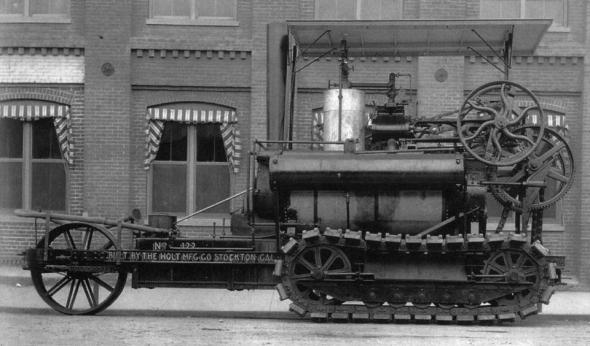 No. 122
BUILT BY THE HOLT MFG. CO STOCKTON, CAL